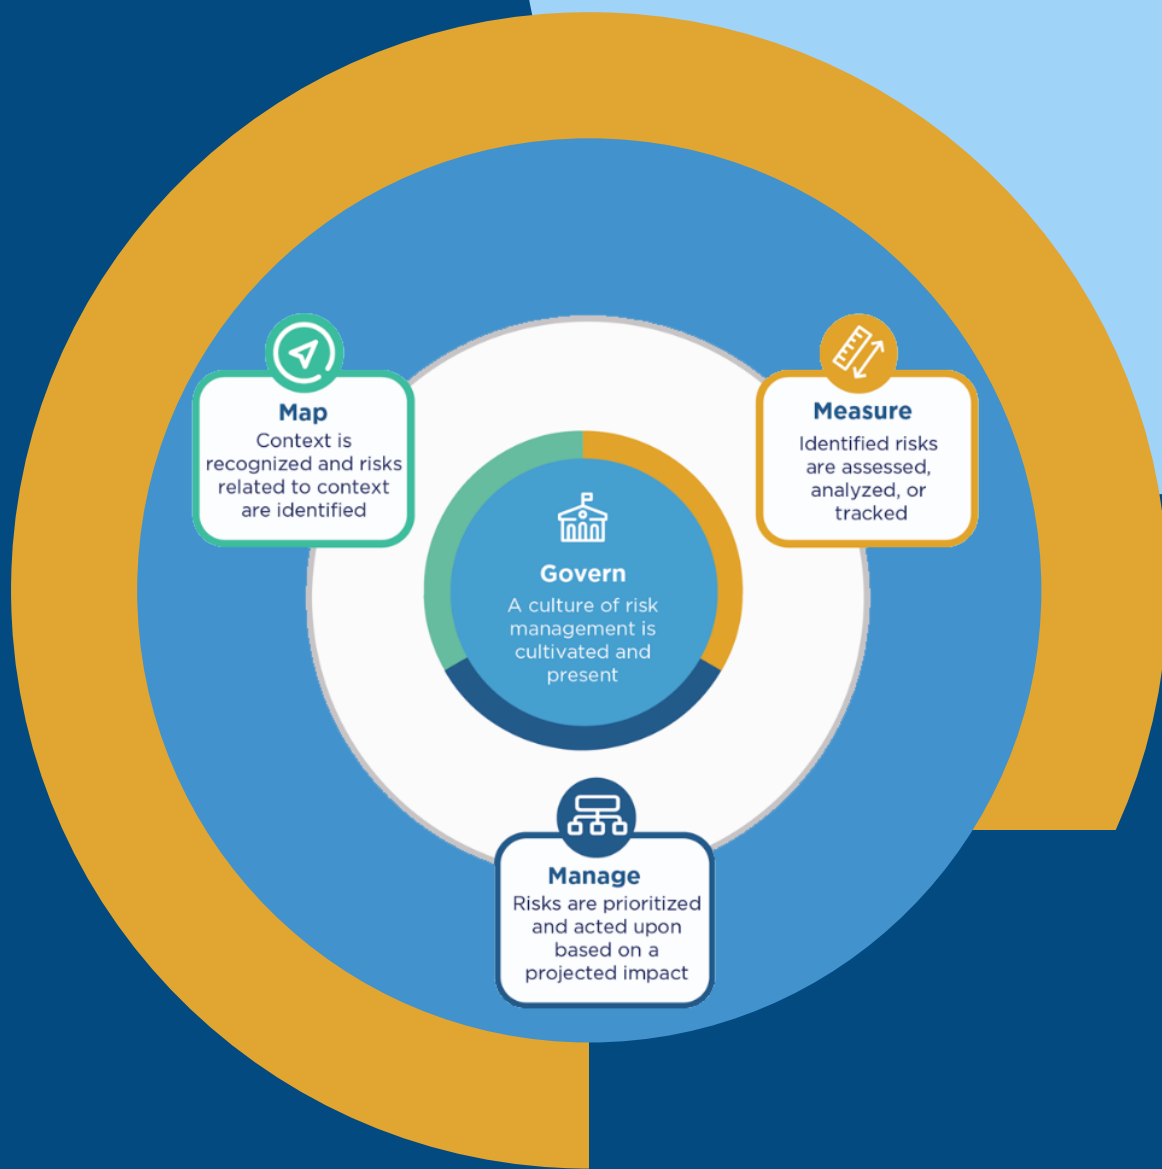 Map
Context is
recognized and risks
related to context
are identified
Measure
Identified risks
are assessed,
analyzed, or
tracked
Govern
A culture of risk
management is
cultivated and
present
Manage
Risks are prioritized
and acted upon
based on a
projected impact